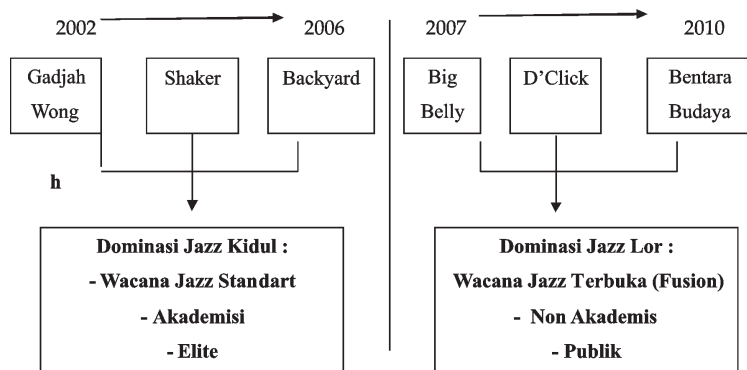 2002 2006 2007 2010
Gadjah Wong
Shaker
Backyard
Big Belly
D'Click
Bentara Budaya
h
Dominasi Jazz Kidul :
- Wacana Jazz Standart
- Akademisi
- Elite
Dominasi Jazz Lor :
Wacana Jazz Terbuka (Fusion)
- Non Akademis
- Publik